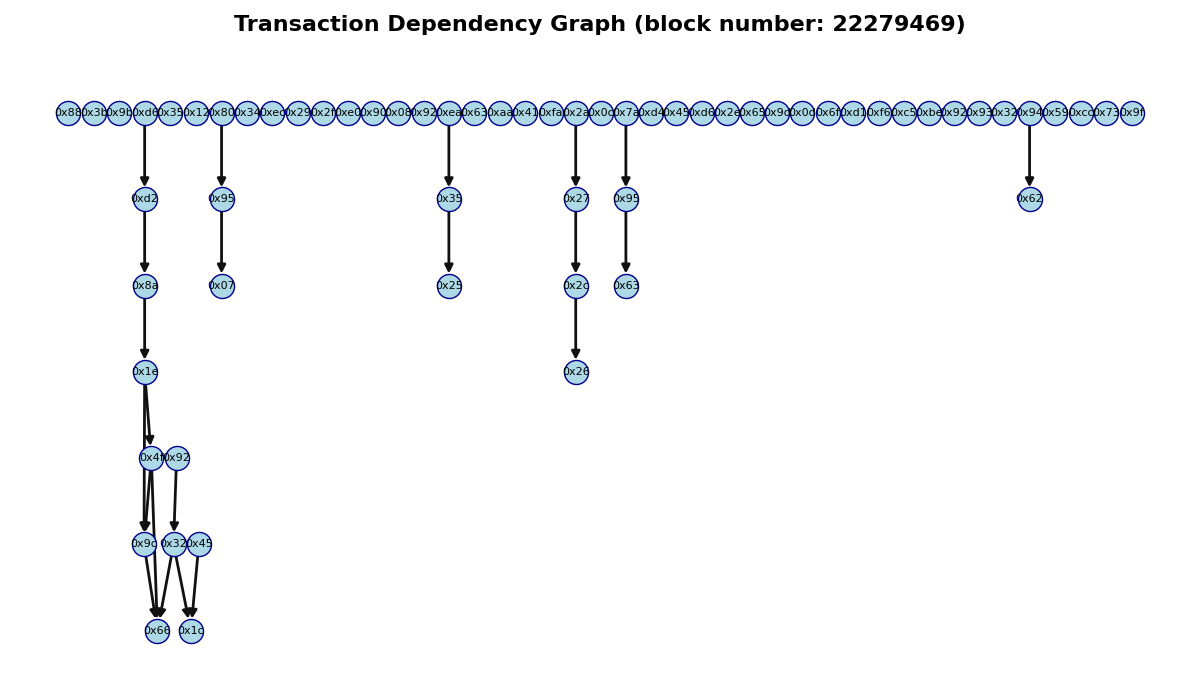 Transaction Dependency Graph (block number: 22279469)
0x88 0x3b 0x9b 0xd6 0x35 0x12 0x80 0x34 0xec 0x29 0x2f 0xe0 0x90 0x08 0x92 0xea 0x63 0xaa 0x41 0xfa 0x2a 0x0c 0x7a 0xd4 0x45 0xd6 0x2e 0x65 0x9d 0x0d 0x6f 0xd1 0xf6 0xc5 0xbe 0x92 0x93 0x32 0x94 0x59 0xcc 0x73 0x9f
0xd2 0x95 0x35 0x27 0x95 0x62
0x8a 0x07 0x25 0x2c 0x63
0x1e 0x26
0x4f 0x92
0x9c 0x32 0x45
0x66 0x1c